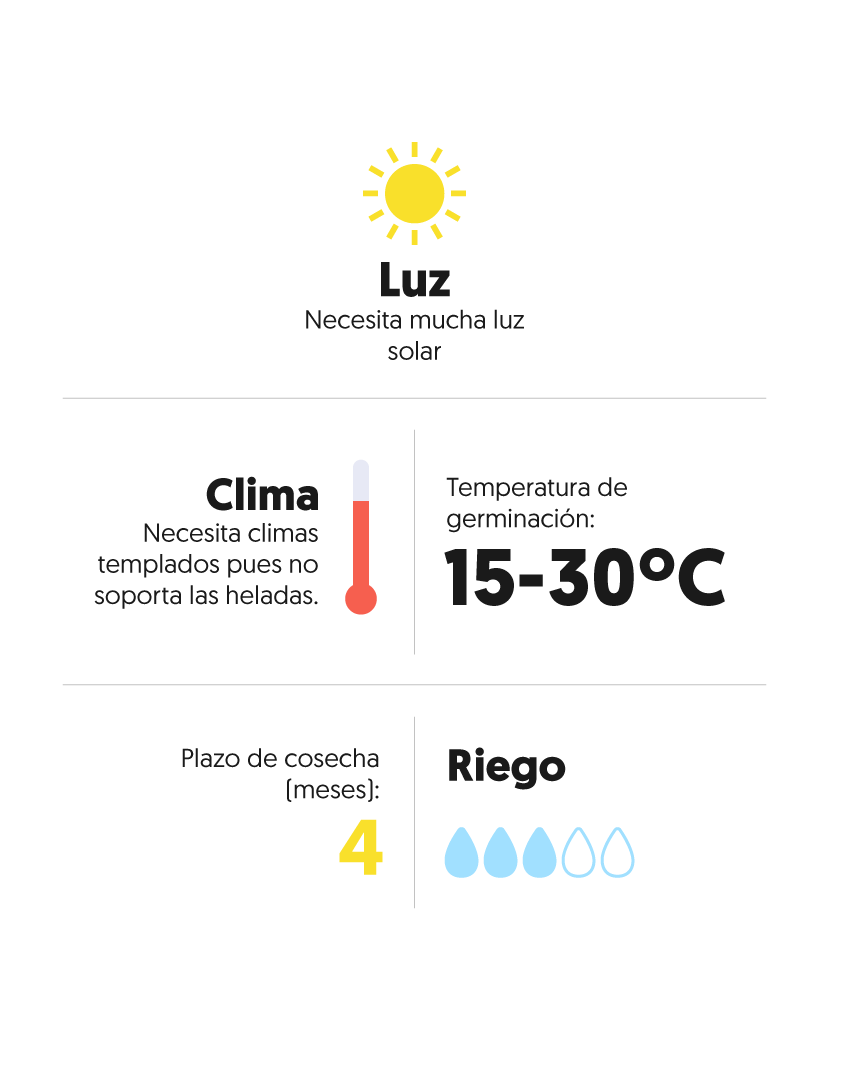 Luz
Necesita mucha luz
solar
Clima
Necesita climas
templados pues no
soporta las heladas.
Temperatura de
germinación:
15-30°C
Plazo de cosecha
(meses):
4
Riego